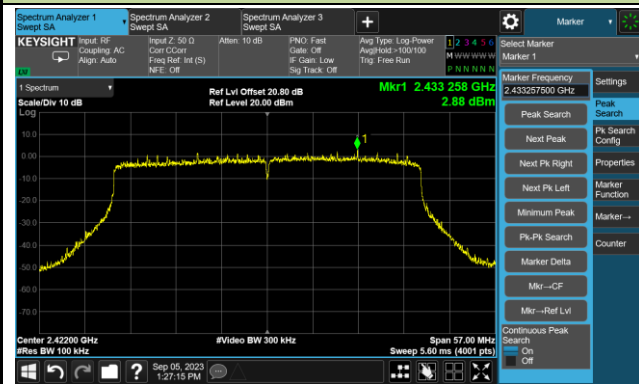 Spectrum Analyzer 1
Swept SA
Spectrum Analyzer 2
Swept SA
Spectrum Analyzer 3
Swept SA
+
Marker
KEYSIGHT
Input: RF
Coupling: AC
Align: Auto
Input Z: 50 Ω
Corr CCorr
Freq Ref: Int (S)
NFE: Off
Atten: 10 dB
PNO: Fast
Gate: Off
IF Gain: Low
Sig Track: Off
Avg Type: Log-Power
Avg|Hold:>100/100
Trig: Free Run
1 2 3 4 5 6
M W W W W W
P N N N N N
Select Marker
Marker 1
Marker Frequency
2.433257500 GHz
Peak Search
Next Peak
Next Pk Right
Next Pk Left
Minimum Peak
Pk-Pk Search
Marker Delta
Mkr→CF
Mkr→Ref Lvl
Continuous Peak
Search
On
Off
Settings
Peak
Search
Pk Search
Config
Properties
Marker
Function
Marker→
Counter
1 Spectrum
Scale/Div 10 dB
Log
Ref Lvl Offset 20.80 dB
Ref Level 20.00 dBm
Mkr1 2.433 258 GHz
2.88 dBm
1
10.0
0.00
-10.0
-20.0
-30.0
-40.0
-50.0
-60.0
-70.0
Center 2.42200 GHz
#Res BW 100 kHz
#Video BW 300 kHz
Span 57.00 MHz
Sweep 5.60 ms (4001 pts)
?
Sep 05, 2023
1:27:15 PM